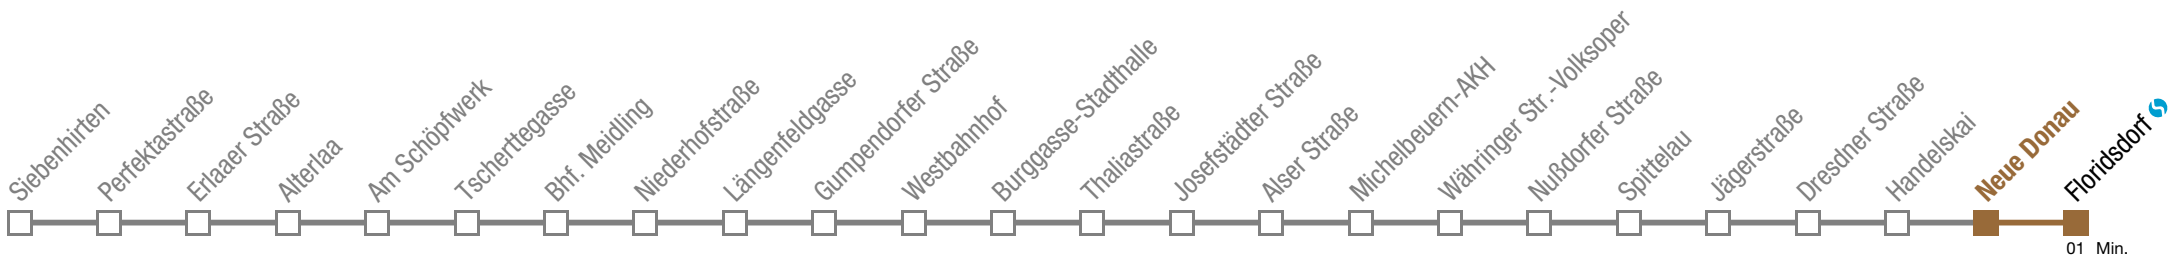 Siebenhirten
Perfektastraße
Erlaaer Straße
Alterlaa
Am Schöpfwerk
Tscherttegasse
Bhf. Meidling
Niederhofstraße
Längenfeldgasse
Gumpendorfer Straße
Westbahnhof
Burggasse-Stadthalle
Thaliastraße
Josefstädter Straße
Alser Straße
Michelbeuern-AKH
Währinger Str.-Volksoper
Nußdorfer Straße
Spittelau
Jägerstraße
Dresdner Straße
Handelskai
Neue Donau
Floridsdorf
01 Min.